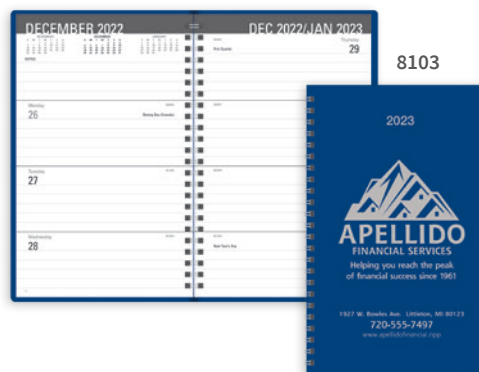 DECEMBER 2022
DEC 2022/JAN 2023
NOTES
First Quarter
Thursday
29
Monday
26
Boxing Day (Canada)
Tuesday
27
Wednesday
28
New Year's Day
8103
2023
APELLIDO
FINANCIAL SERVICES
Helping you reach the peak
of financial success since 1961
1927 W. Bowles Ave. Littleton, MI 80123
720-555-7497
www.apellidofinancial.npp